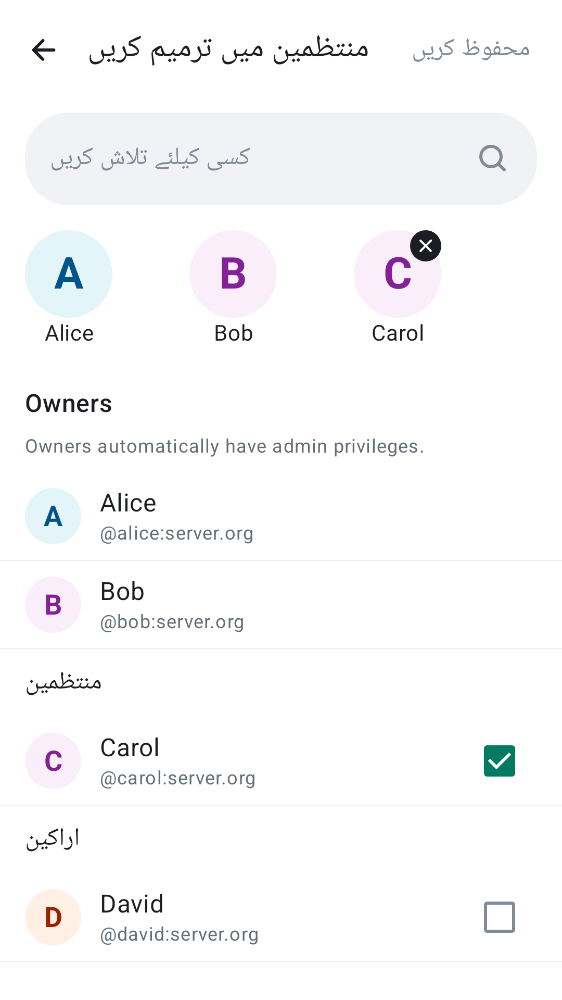 منتظمین میں ترمیم کریں
محفوظ کریں
کسی کیلئے تلاش کریں
A
B
C
Alice
Bob
Carol
Owners
Owners automatically have admin privileges.
A
Alice
@alice:server.org
B
Bob
@bob:server.org
منتظمین
C
Carol
@carol:server.org
اراکین
D
David
@david:server.org